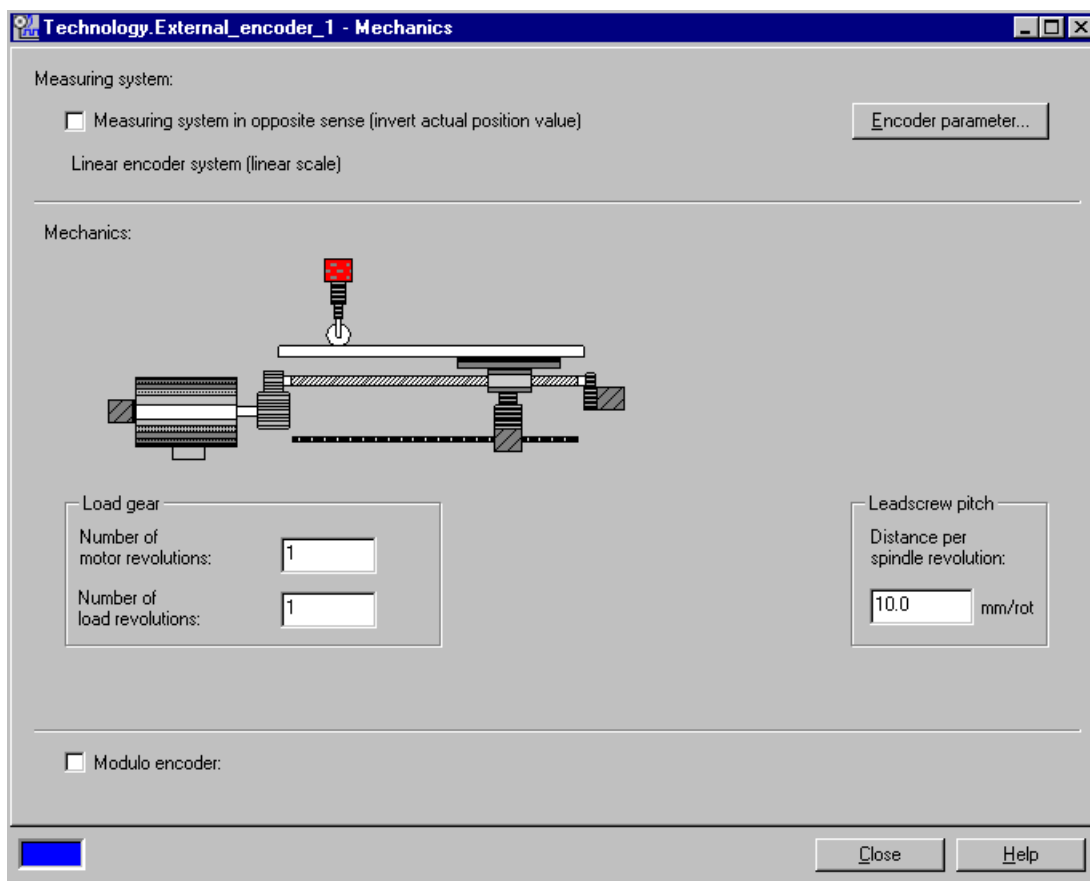 Technology.External_encoder_1 - Mechanics
Measuring system:
Measuring system in opposite sense (invert actual position value)
Encoder parameter...
Linear encoder system (linear scale)
Mechanics:
Load gear
Number of
motor revolutions:
1
Number of
load revolutions:
1
Leadscrew pitch
Distance per
spindle revolution:
10.0 mm/rot
Modulo encoder:
Close
Help